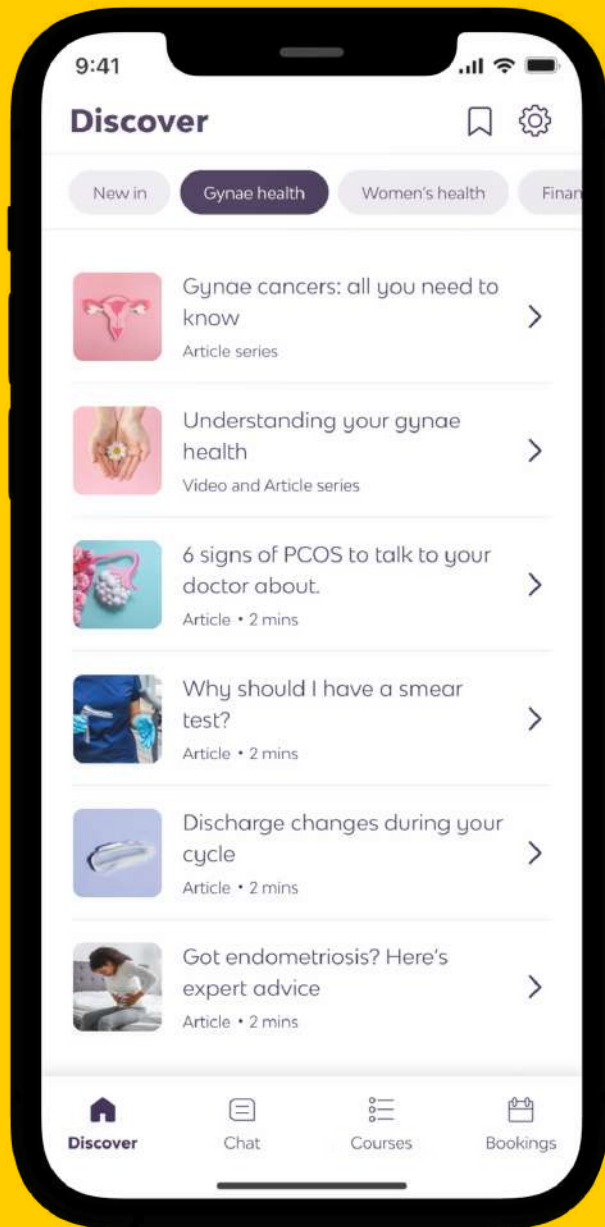 9:41
Discover
New in
Gynae health
Women's health
Finan
Gynae cancers: all you need to
know
Article series
Understanding your gynae
health
Video and Article series
6 signs of PCOS to talk to your
doctor about.
Article • 2 mins
Why should I have a smear
test?
Article • 2 mins
Discharge changes during your
cycle
Article • 2 mins
Got endometriosis? Here's
expert advice
Article • 2 mins
Discover
Chat
Courses
Bookings